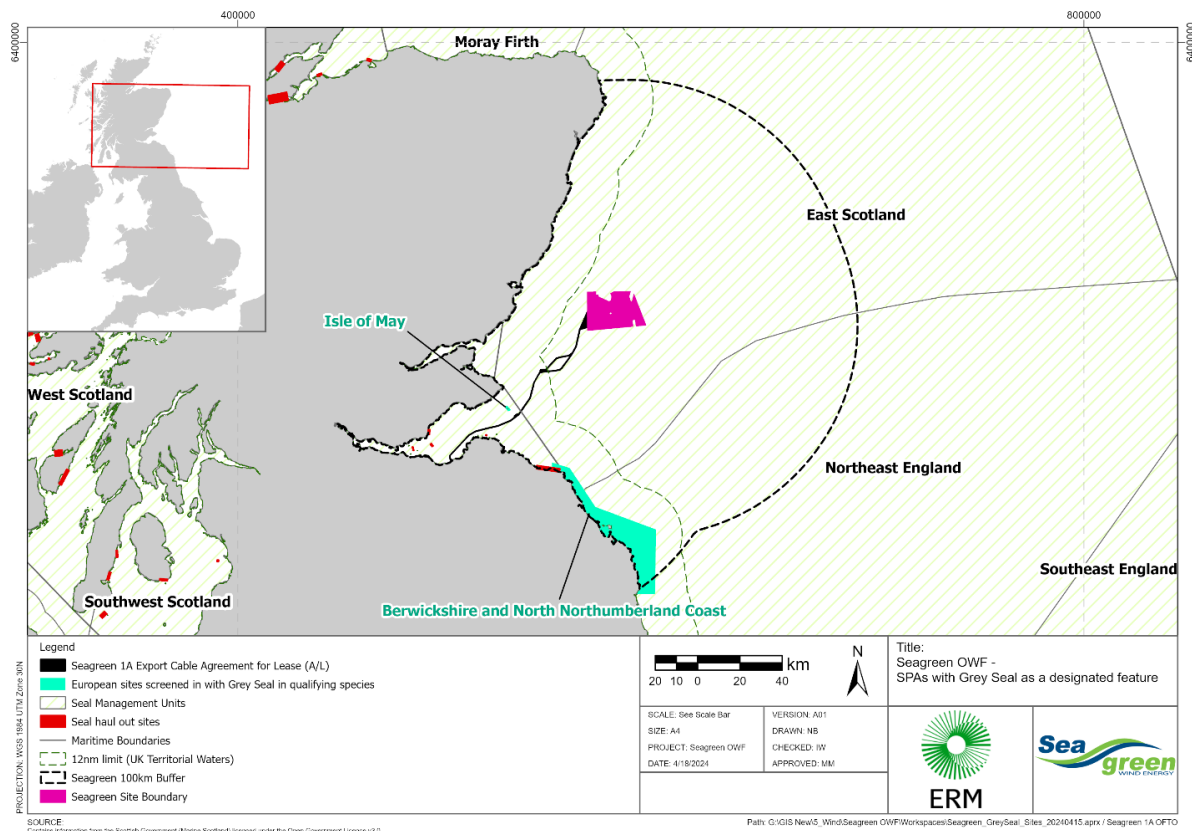 400000
800000
6400000
6400000
Moray Firth
East Scotland
Isle of May
West Scotland
Northeast England
Southeast England
Southwest Scotland
Berwickshire and North Northumberland Coast
Legend
Seagreen 1A Export Cable Agreement for Lease (A/L)
European sites screened in with Grey Seal in qualifying species
Seal Management Units
Seal haul out sites
Maritime Boundaries
12nm limit (UK Territorial Waters)
Seagreen 100km Buffer
Seagreen Site Boundary
PROJECTION: WGS 1984 UTM Zone 30N
km
20 10 0 20 40
N
SCALE: See Scale Bar
SIZE: A4
PROJECT: Seagreen OWF
DATE: 4/18/2024
VERSION: A01
DRAWN: NB
CHECKED: IW
APPROVED: MM
Title:
Seagreen OWF -
SPAs with Grey Seal as a designated feature
ERM
Sea
green
WIND ENERGY
SOURCE:
Path: G:\GIS New\5_Wind\Seagreen OWF\Workspaces\Seagreen_GreySeal_Sites_20240415.aprx / Seagreen 1A OFTO